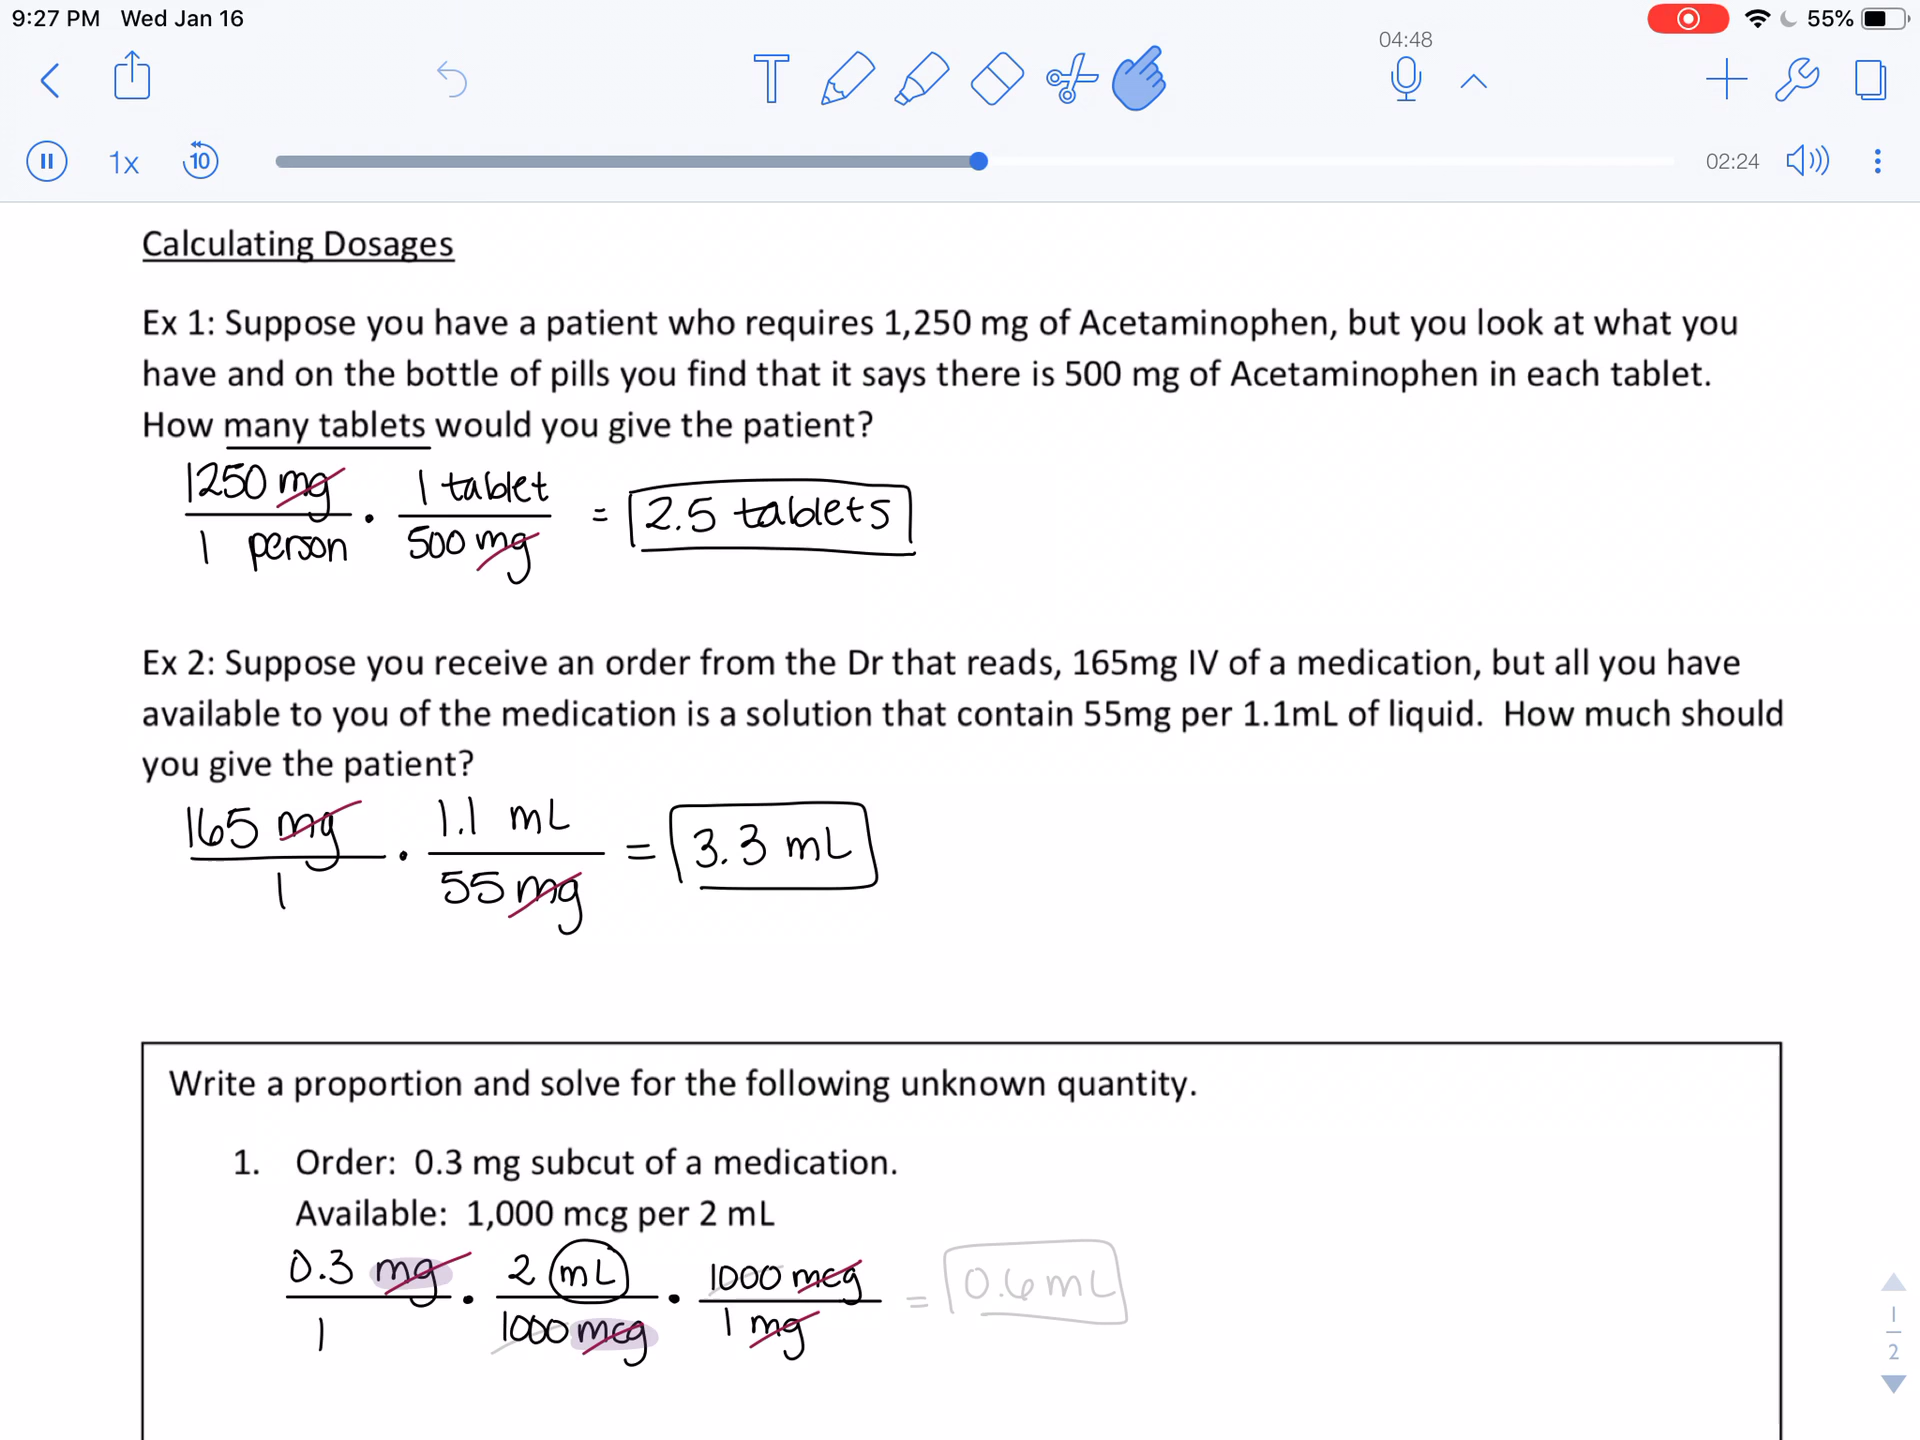 9:27 PM Wed Jan 16
55%
04:48
T
1x
10
02:24
Calculating Dosages
Ex 1: Suppose you have a patient who requires 1,250 mg of Acetaminophen, but you look at what you
have and on the bottle of pills you find that it says there is 500 mg of Acetaminophen in each tablet.
How many tablets would you give the patient?
1250 mg / 1 person · 1 tablet / 500 mg = 2.5 tablets
Ex 2: Suppose you receive an order from the Dr that reads, 165mg IV of a medication, but all you have
available to you of the medication is a solution that contain 55mg per 1.1mL of liquid. How much should
you give the patient?
165 mg / 1 · 1.1 mL / 55 mg = 3.3 mL
Write a proportion and solve for the following unknown quantity.
1. Order: 0.3 mg subcut of a medication.
Available: 1,000 mcg per 2 mL
0.3 mg / 1 · 2 mL / 1000 mcg · 1000 mcg / 1 mg = 0.6 mL
1
2